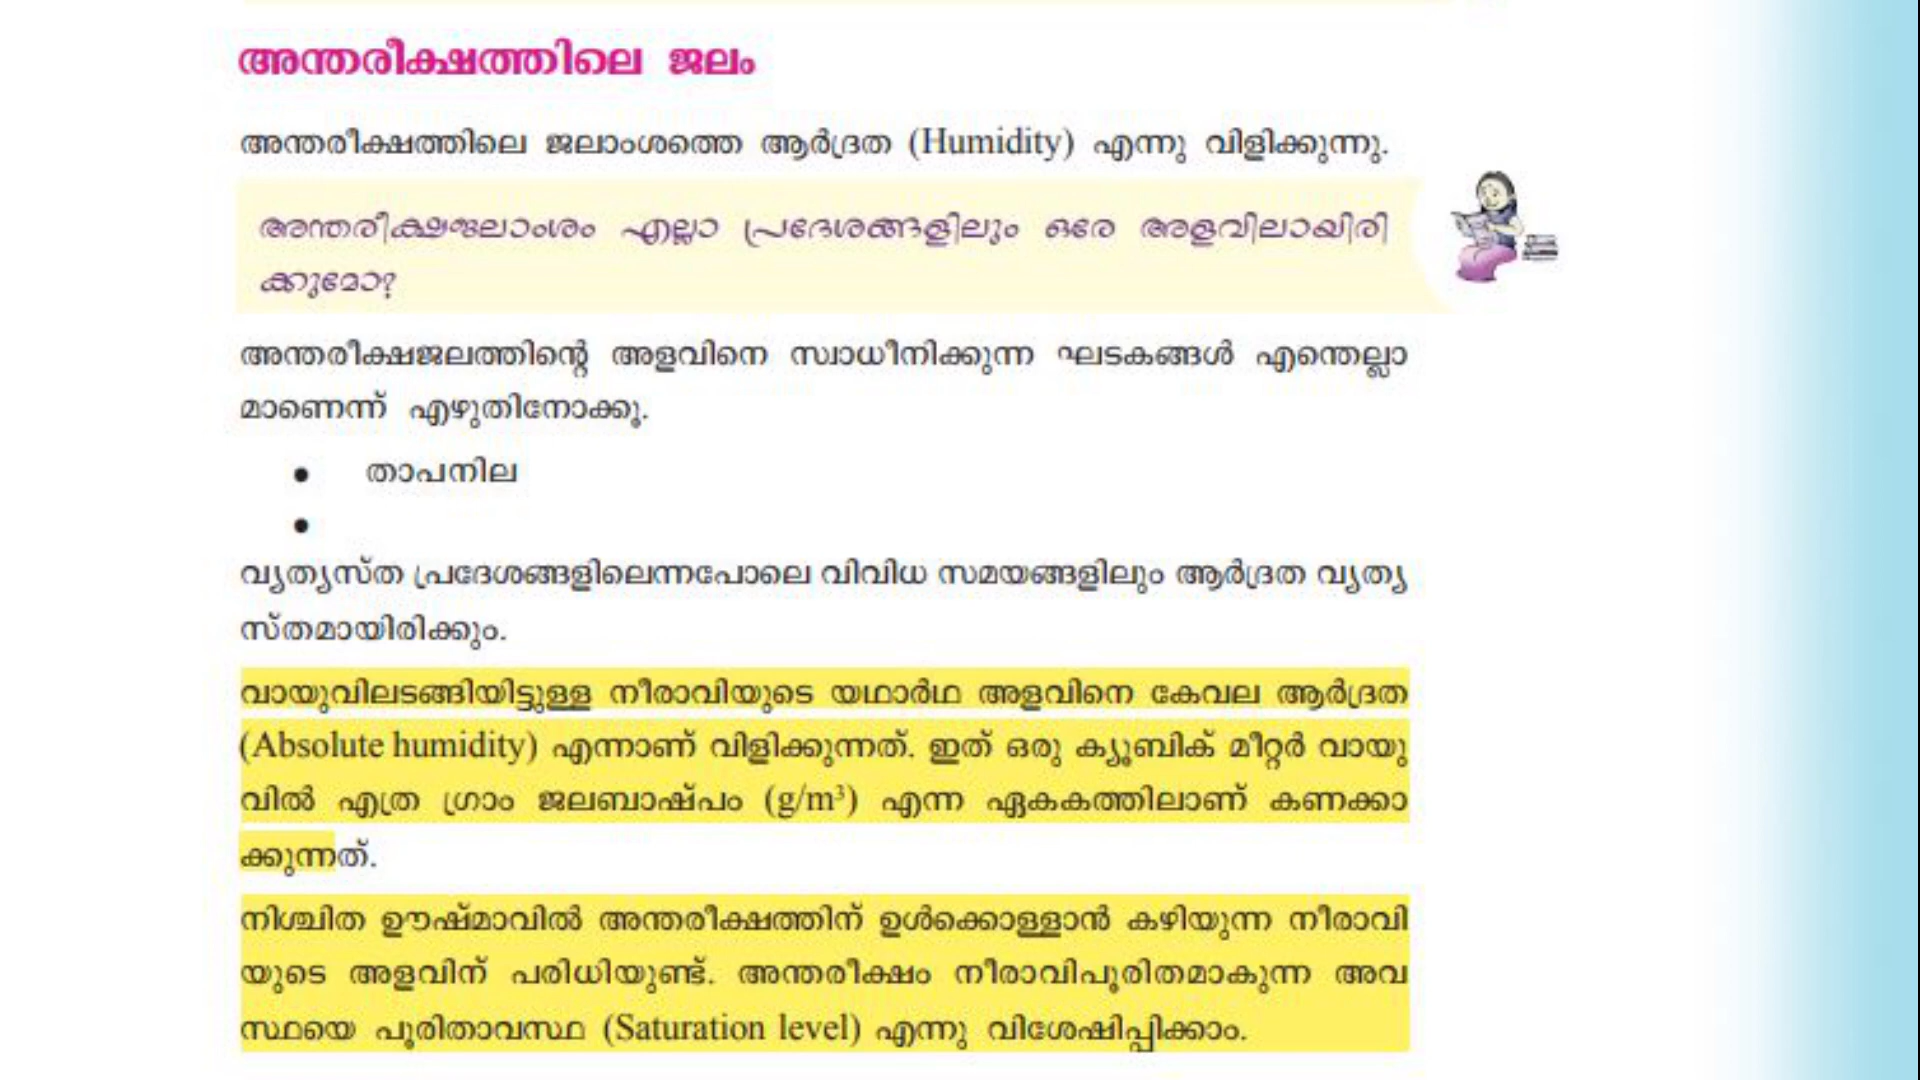 അന്തരീക്ഷത്തിലെ ജലം
അന്തരീക്ഷത്തിലെ ജലാംശത്തെ ആർദ്രത (Humidity) എന്നു വിളിക്കുന്നു.
അന്തരീക്ഷജലാംശം എല്ലാ പ്രദേശങ്ങളിലും ഒരേ അളവിലായിരി
ക്കുമോ?
അന്തരീക്ഷജലത്തിന്റെ അളവിനെ സ്വാധീനിക്കുന്ന ഘടകങ്ങൾ എന്തെല്ലാ
മാണെന്ന് എഴുതിനോക്കൂ.
• താപനില
•
വ്യത്യസ്ത പ്രദേശങ്ങളിലെന്നപോലെ വിവിധ സമയങ്ങളിലും ആർദ്രത വ്യത്യ
സ്തമായിരിക്കും.
വായുവിലടങ്ങിയിട്ടുള്ള നീരാവിയുടെ യഥാർഥ അളവിനെ കേവല ആർദ്രത
(Absolute humidity) എന്നാണ് വിളിക്കുന്നത്. ഇത് ഒരു ക്യൂബിക് മീറ്റർ വായു
വിൽ എത്ര ഗ്രാം ജലബാഷ്പം (g/m³) എന്ന ഏകകത്തിലാണ് കണക്കാ
ക്കുന്നത്.
നിശ്ചിത ഊഷ്മാവിൽ അന്തരീക്ഷത്തിന് ഉൾക്കൊള്ളാൻ കഴിയുന്ന നീരാവി
യുടെ അളവിന് പരിധിയുണ്ട്. അന്തരീക്ഷം നീരാവിപൂരിതമാകുന്ന അവ
സ്ഥയെ പൂരിതാവസ്ഥ (Saturation level) എന്നു വിശേഷിപ്പിക്കാം.